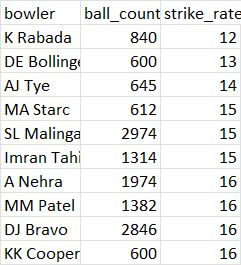 bowler ball_count strike_rate
K Rabada 840 12
DE Bollinge 600 13
AJ Tye 645 14
MA Starc 612 15
SL Malinga 2974 15
Imran Tahi 1314 15
A Nehra 1974 16
MM Patel 1382 16
DJ Bravo 2846 16
KK Cooper 600 16